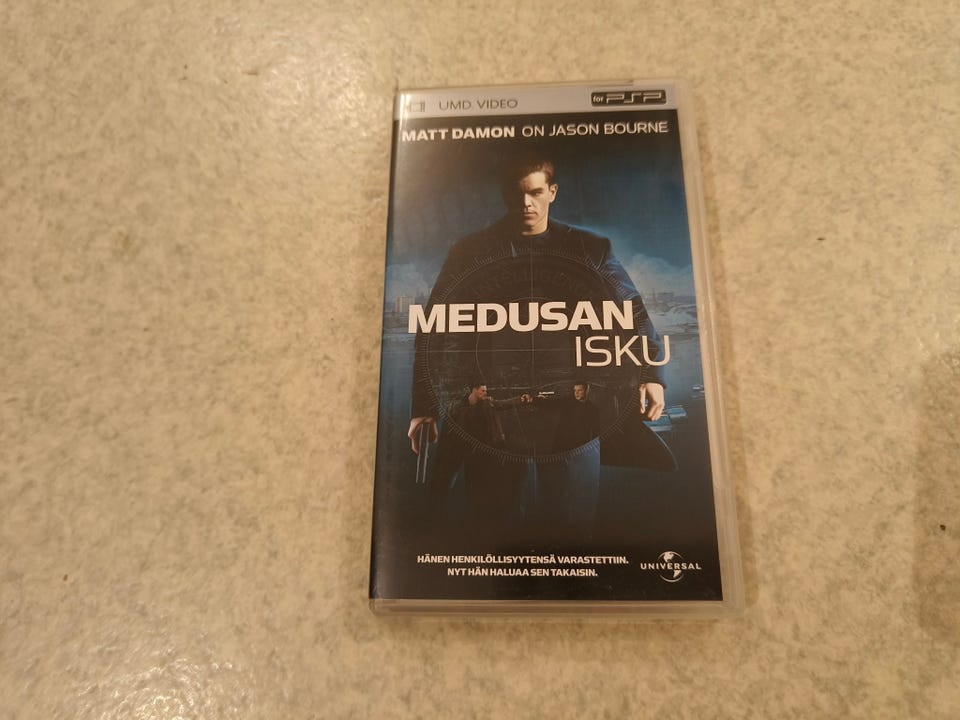 UMD VIDEO
for PSP
MATT DAMON ON JASON BOURNE
MEDUSAN
ISKU
HÄNEN HENKILÖLLISYYTENSÄ VARASTETTIIN.
NYT HÄN HALUAA SEN TAKAISIN.
UNIVERSAL